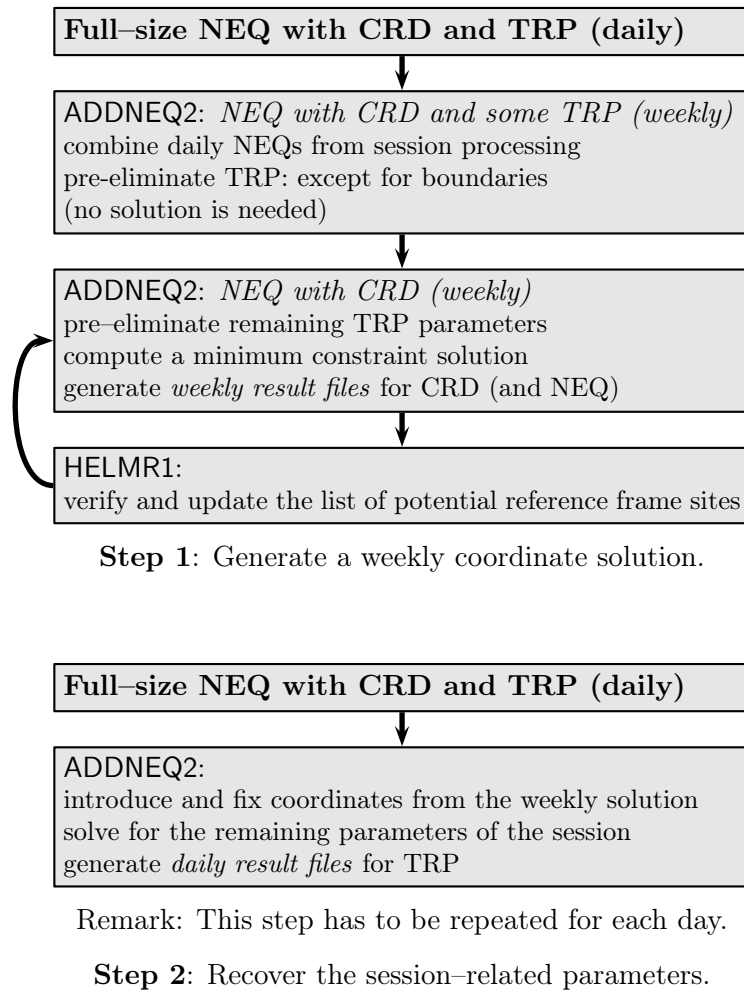 Full–size NEQ with CRD and TRP (daily)
ADDNEQ2: NEQ with CRD and some TRP (weekly)
combine daily NEQs from session processing
pre-eliminate TRP: except for boundaries
(no solution is needed)
ADDNEQ2: NEQ with CRD (weekly)
pre–eliminate remaining TRP parameters
compute a minimum constraint solution
generate weekly result files for CRD (and NEQ)
HELMR1:
verify and update the list of potential reference frame sites
Step 1: Generate a weekly coordinate solution.
Full–size NEQ with CRD and TRP (daily)
ADDNEQ2:
introduce and fix coordinates from the weekly solution
solve for the remaining parameters of the session
generate daily result files for TRP
Remark: This step has to be repeated for each day.
Step 2: Recover the session–related parameters.